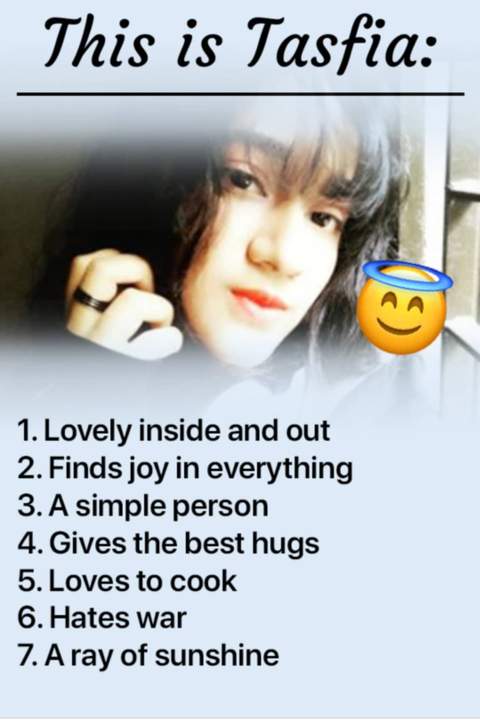 This is Tasfia:
1. Lovely inside and out
2. Finds joy in everything
3. A simple person
4. Gives the best hugs
5. Loves to cook
6. Hates war
7. A ray of sunshine